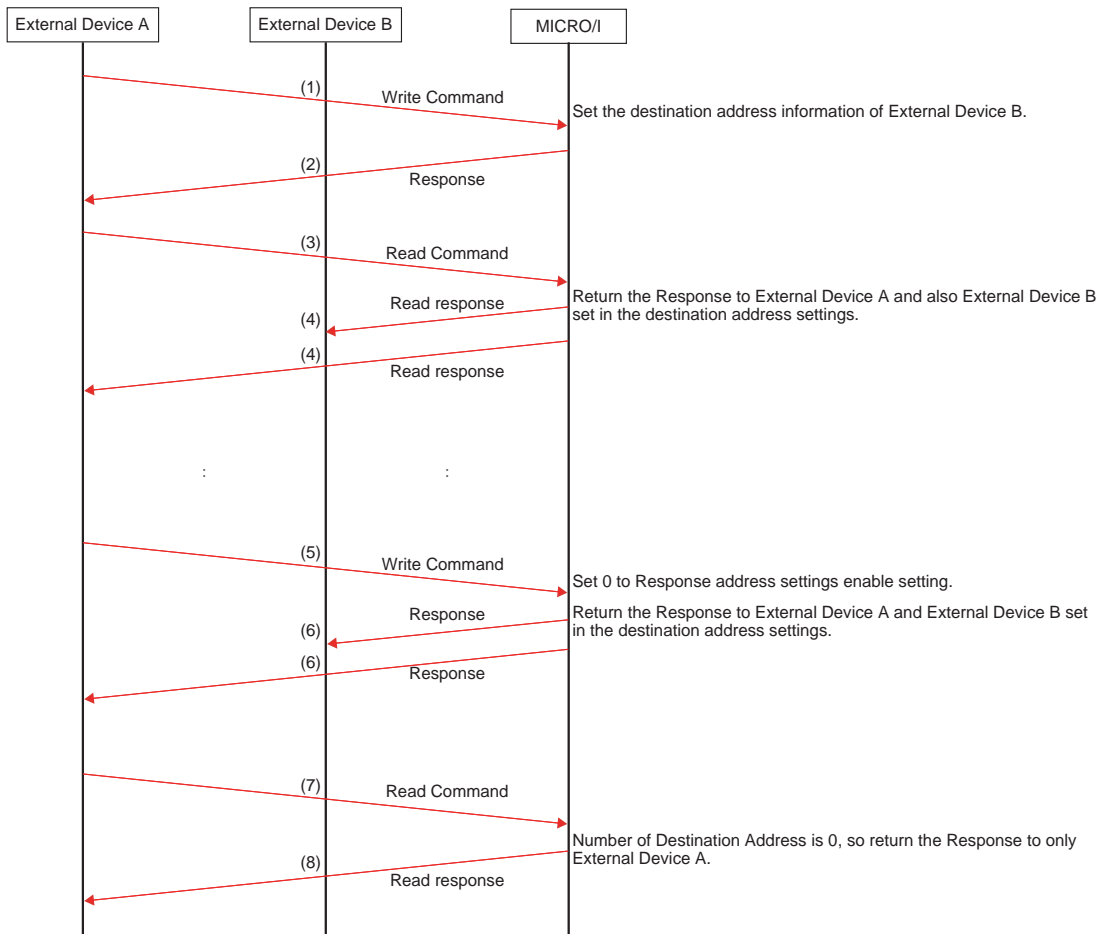 External Device A
External Device B
MICRO/I
(1)
Write Command
Set the destination address information of External Device B.
(2)
Response
(3)
Read Command
Read response
Return the Response to External Device A and also External Device B
set in the destination address settings.
(4)
(4)
Read response
:
:
(5)
Write Command
Set 0 to Response address settings enable setting.
Response
Return the Response to External Device A and External Device B set
in the destination address settings.
(6)
(6)
Response
(7)
Read Command
Number of Destination Address is 0, so return the Response to only
External Device A.
(8)
Read response